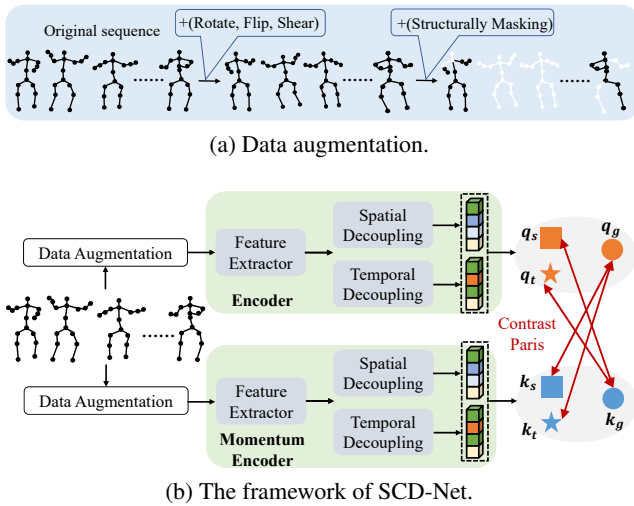 Original sequence
+(Rotate, Flip, Shear)
+(Structurally Masking)
(a) Data augmentation.
Data Augmentation
Feature
Extractor
Encoder
Spatial
Decoupling
Temporal
Decoupling
q_s
q_g
q_t
Contrast
Paris
Data Augmentation
Feature
Extractor
Momentum
Encoder
Spatial
Decoupling
Temporal
Decoupling
k_s
k_t
k_g
(b) The framework of SCD-Net.